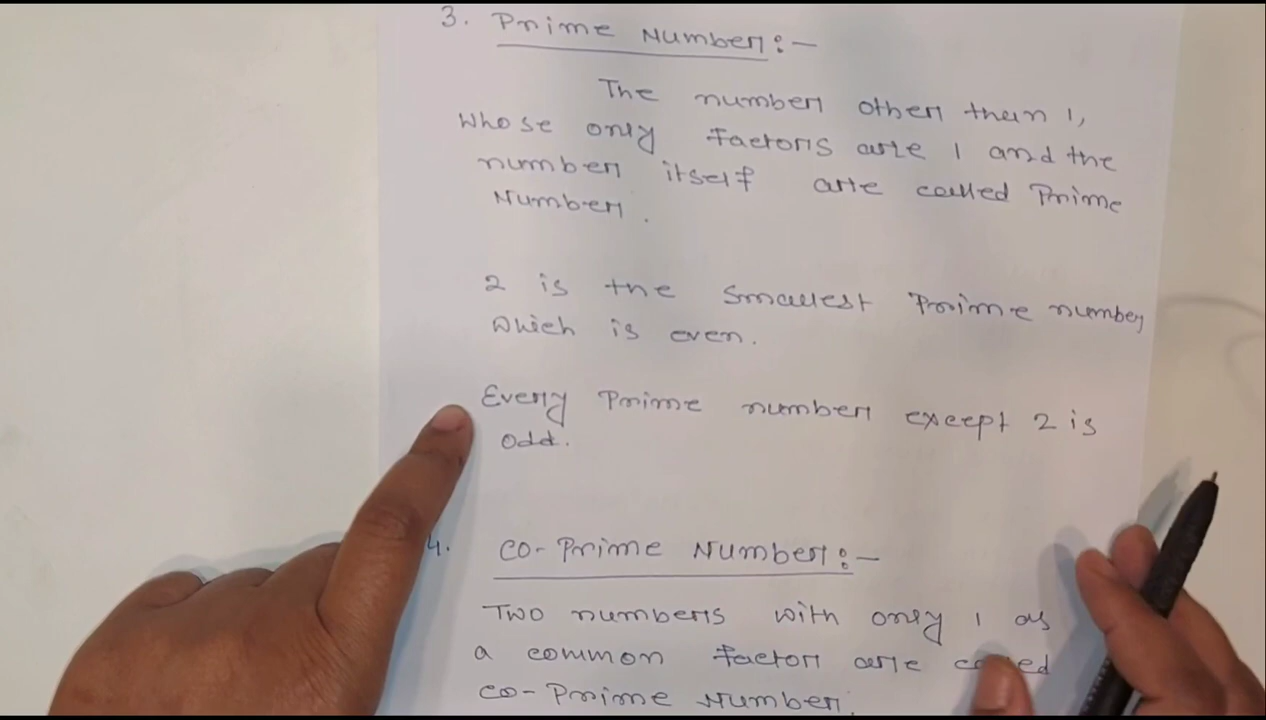 3. Prime Number:-
The number other than 1,
whose only factors are 1 and the
number itself are called Prime
Number.
2 is the smallest Prime number
which is even.
Every Prime number except 2 is
odd.
4. CO-Prime Number:-
Two numbers with only 1 as
a common factor are called
co-Prime Number.